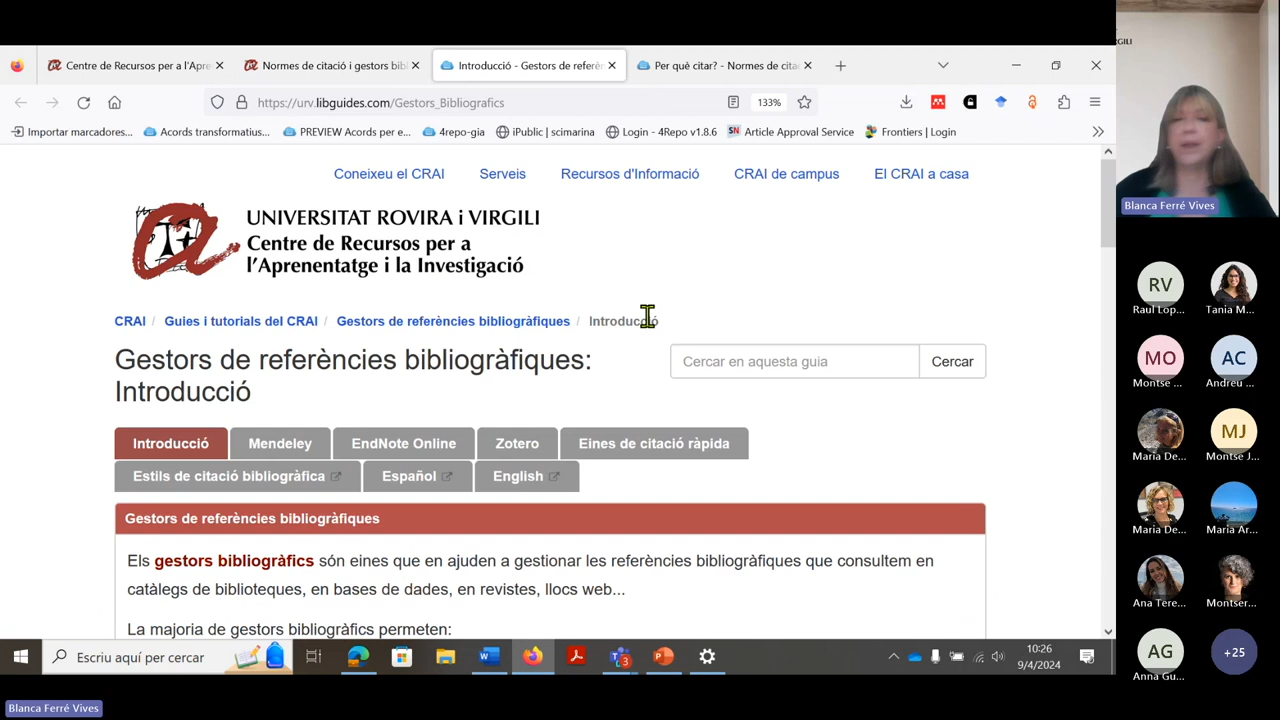 Centre de Recursos per a l'Apre
Normes de citació i gestors bibl
Introducció - Gestors de referèn
Per què citar? - Normes de cita
https://urv.libguides.com/Gestors_Bibliografics
133%
Importar marcadores...
Acords transformatius...
PREVIEW Acords per e...
4repo-gia
iPublic | scimarina
Login - 4Repo v1.8.6
SN Article Approval Service
Frontiers | Login
Coneixeu el CRAI
Serveis
Recursos d'Informació
CRAI de campus
El CRAI a casa
UNIVERSITAT ROVIRA i VIRGILI
Centre de Recursos per a
l'Aprenentatge i la Investigació
CRAI / Guies i tutorials del CRAI / Gestors de referències bibliogràfiques / Introducció
Gestors de referències bibliogràfiques:
Introducció
Cercar en aquesta guia
Cercar
Introducció
Mendeley
EndNote Online
Zotero
Eines de citació ràpida
Estils de citació bibliogràfica
Español
English
Gestors de referències bibliogràfiques
Els gestors bibliogràfics són eines que en ajuden a gestionar les referències bibliogràfiques que consultem en
catàlegs de biblioteques, en bases de dades, en revistes, llocs web...
La majoria de gestors bibliogràfics permeten:
Escriu aquí per cercar
3
10:26
9/4/2024
VIRGILI
Blanca Ferré Vives
RV
Raul Lop...
Tania M...
MO
Montse ...
AC
Andreu ...
Maria De...
MJ
Montse J...
Maria De...
Maria Ar...
Ana Tere...
Montser...
AG
Anna Gu...
+25
Blanca Ferré Vives